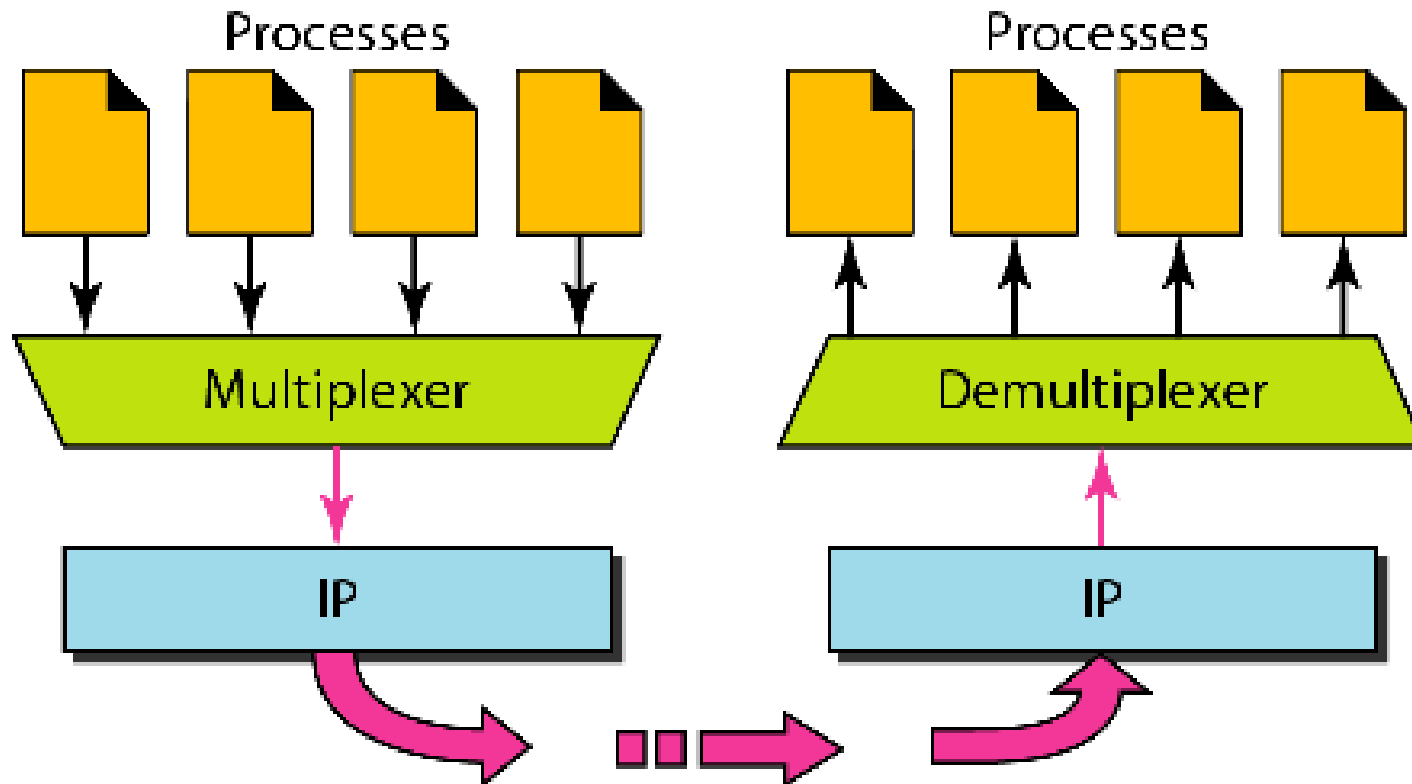 Processes
Processes
Multiplexer
Demultiplexer
IP
IP